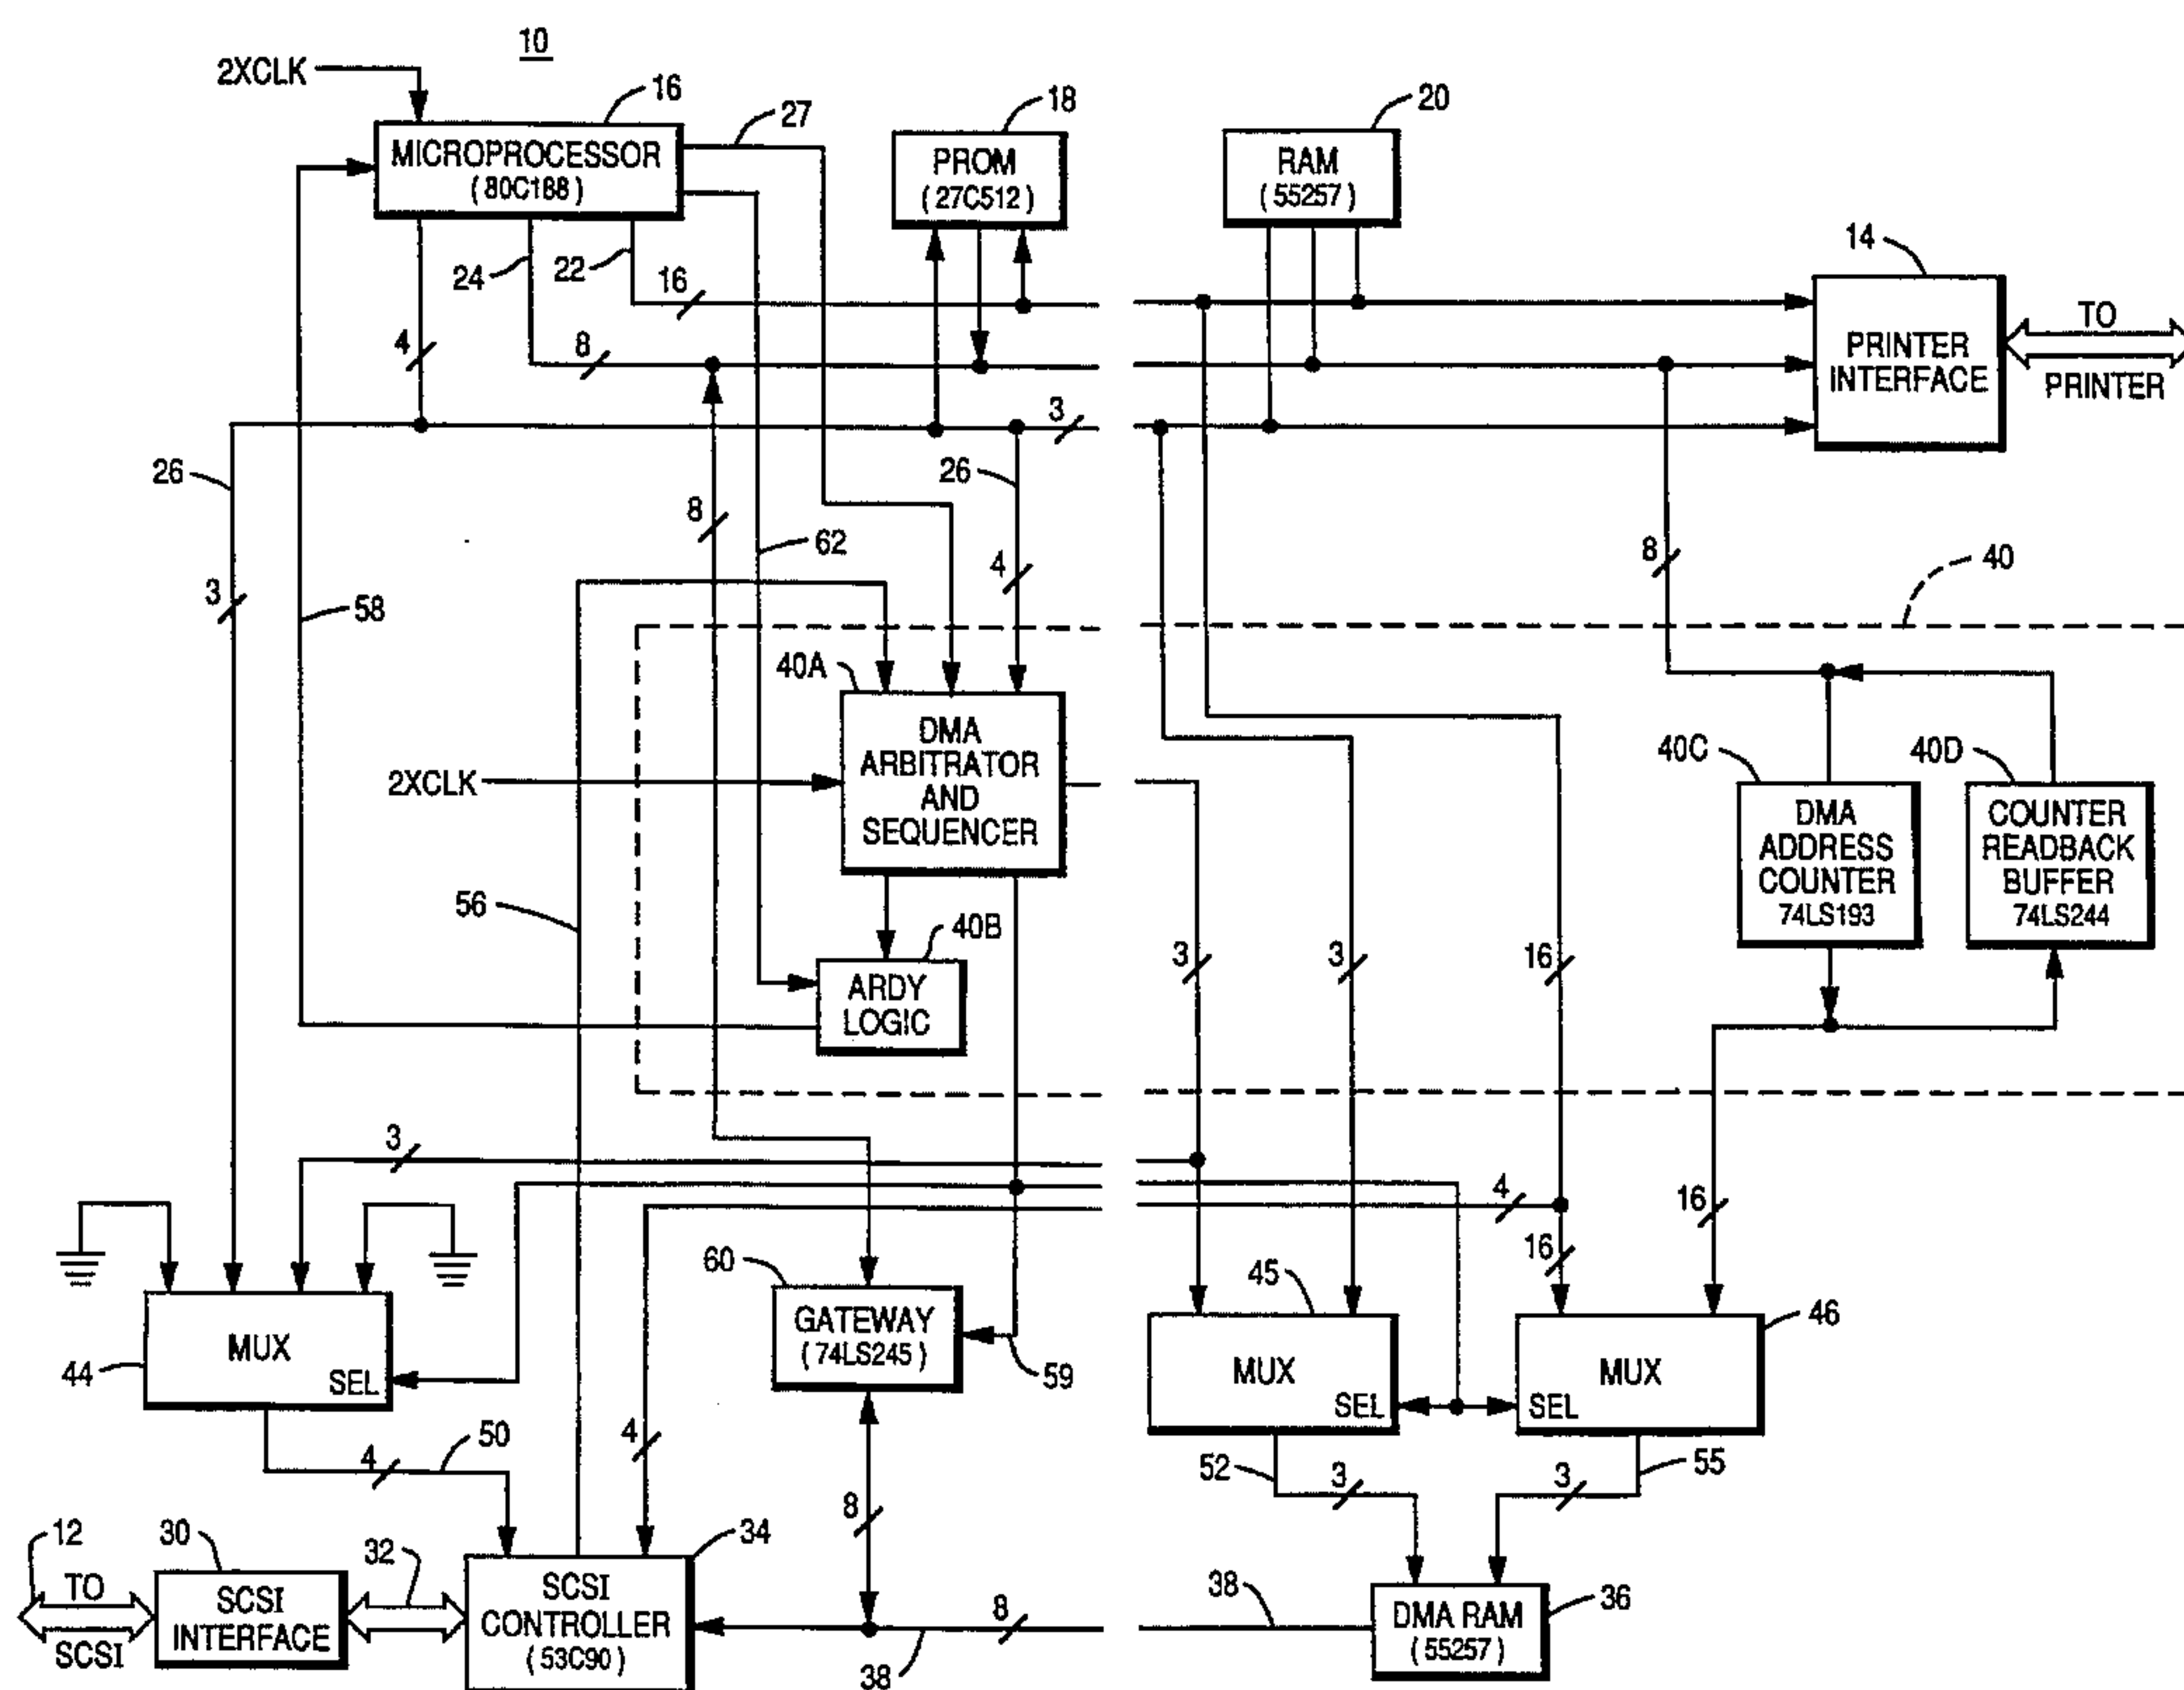 10
2XCLK
16
27
18
20
MICROPROCESSOR
( 80C188 )
PROM
( 27C512 )
RAM
( 55257 )
14
24
22
16
4
8
3
PRINTER
INTERFACE
TO
PRINTER
26
26
8
62
4
8
40
3
58
40A
DMA
ARBITRATOR
AND
SEQUENCER
2XCLK
40C
40D
DMA
ADDRESS
COUNTER
74LS193
COUNTER
READBACK
BUFFER
74LS244
56
40B
ARDY
LOGIC
3
3
16
3
4
16
16
60
45
46
GATEWAY
( 74LS245 )
MUX
SEL
44
59
MUX
SEL
MUX
SEL
4
50
4
8
52
3
3
55
12
30
32
34
TO
SCSI
SCSI
INTERFACE
SCSI
CONTROLLER
( 53C90 )
8
38
38
DMA RAM
( 55257 )
36